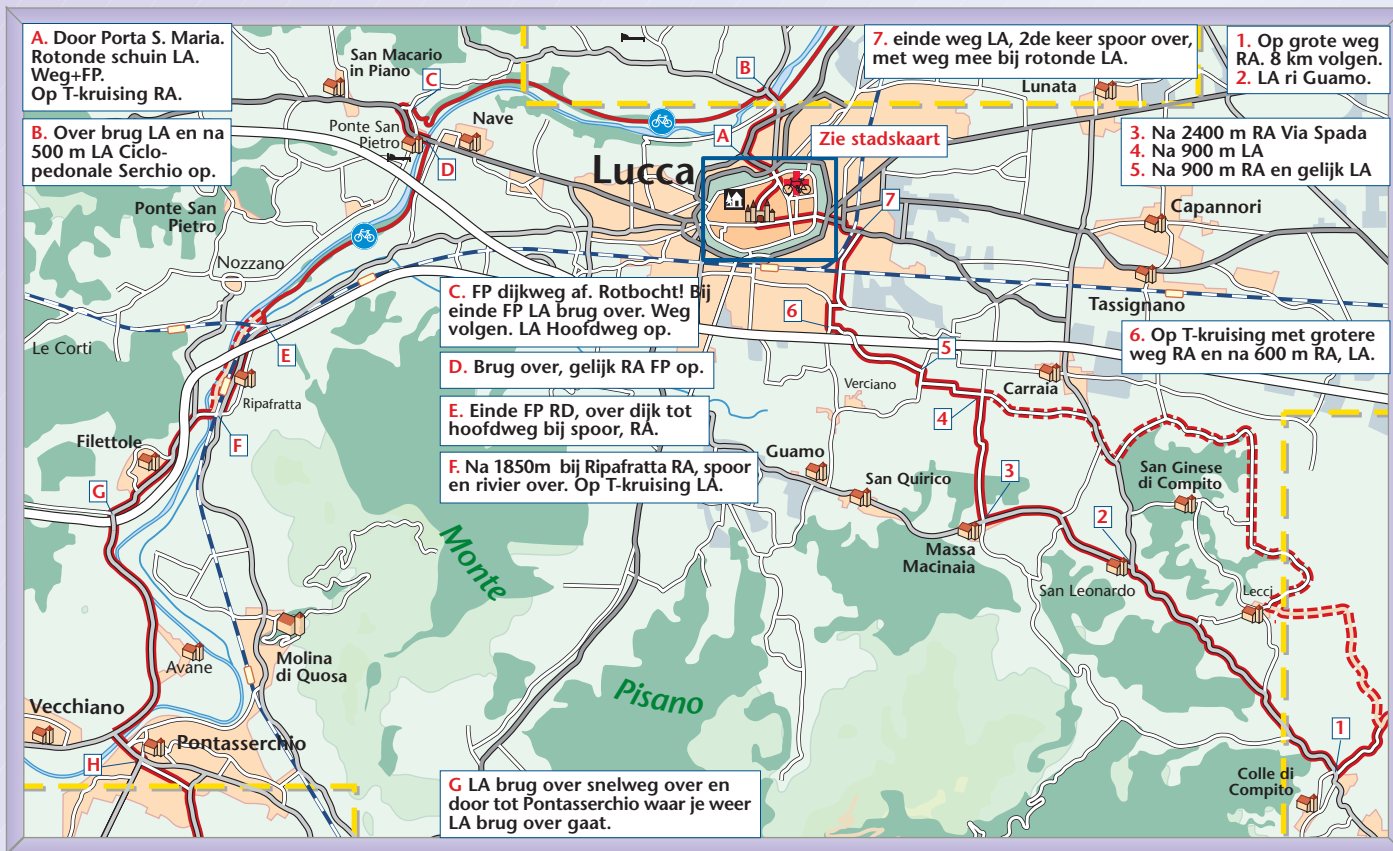 A. Door Porta S. Maria.
Rotonde schuin LA.
Weg+FP.
Op T-kruising RA.
B. Over brug LA en na
500 m LA Ciclo-
pedonale Serchio op.
7. einde weg LA, 2de keer spoor over,
met weg mee bij rotonde LA.
1. Op grote weg
RA. 8 km volgen.
2. LA ri Guamo.
3. Na 2400 m RA Via Spada
4. Na 900 m LA
5. Na 900 m RA en gelijk LA
Zie stadskaart
San Macario
in Piano
C
B
Lunata
Ponte San
Pietro
Nave
A
D
Lucca
7
Capannori
Ponte San
Pietro
Nozzano
Tassignano
C. FP dijkweg af. Rotbocht! Bij
einde FP LA brug over. Weg
volgen. LA Hoofdweg op.
6
6. Op T-kruising met grotere
weg RA en na 600 m RA, LA.
Le Corti
E
5
D. Brug over, gelijk RA FP op.
Verciano
Carraia
Ripafratta
4
E. Einde FP RD, over dijk tot
hoofdweg bij spoor, RA.
F
Filettole
Guamo
San Ginese
di Compito
F. Na 1850m bij Ripafratta RA, spoor
en rivier over. Op T-kruising LA.
San Quirico
G
3
2
Monte
Massa
Macinaia
San Leonardo
Lecci
Avane
Molina
di Quosa
Pisano
Vecchiano
Pontasserchio
1
H
Colle di
Compito
G LA brug over snelweg over en
door tot Pontasserchio waar je weer
LA brug over gaat.